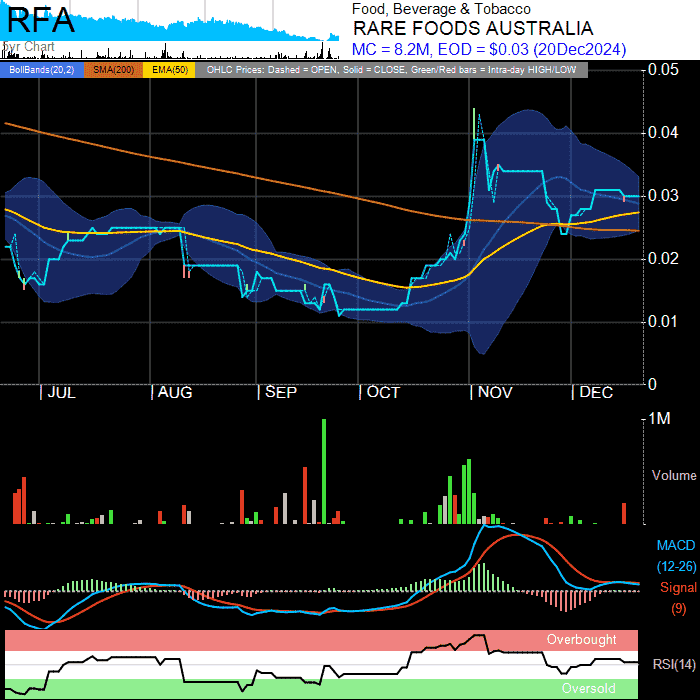 RFA
5yr Chart
Food, Beverage & Tobacco
RARE FOODS AUSTRALIA
MC = 8.2M, EOD = $0.03 (20Dec2024)
BollBands(20,2) SMA(200) EMA(50) OHLC Prices: Dashed = OPEN, Solid = CLOSE, Green/Red bars = Intra-day HIGH/LOW
0.05
0.04
0.03
0.02
0.01
0
JUL AUG SEP OCT NOV DEC
1M
Volume
MACD
(12-26)
Signal
(9)
Overbought
RSI(14)
Oversold